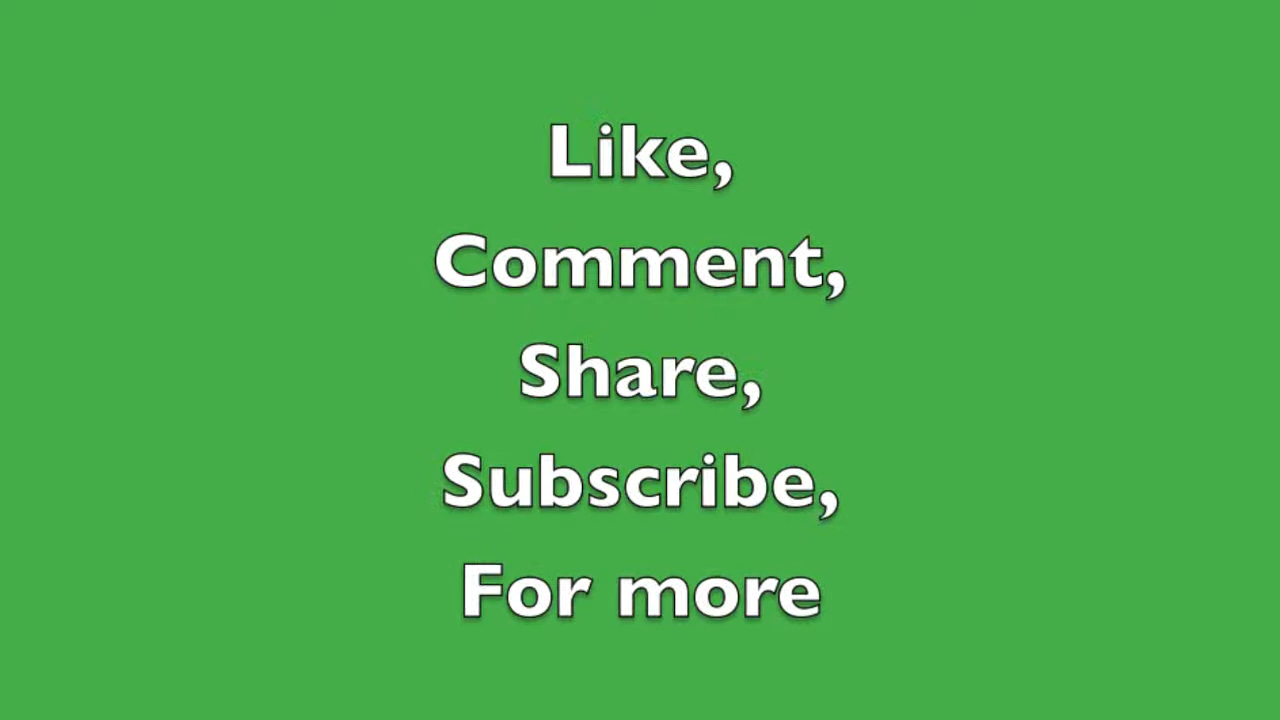 Like,
Comment,
Share,
Subscribe,
For more